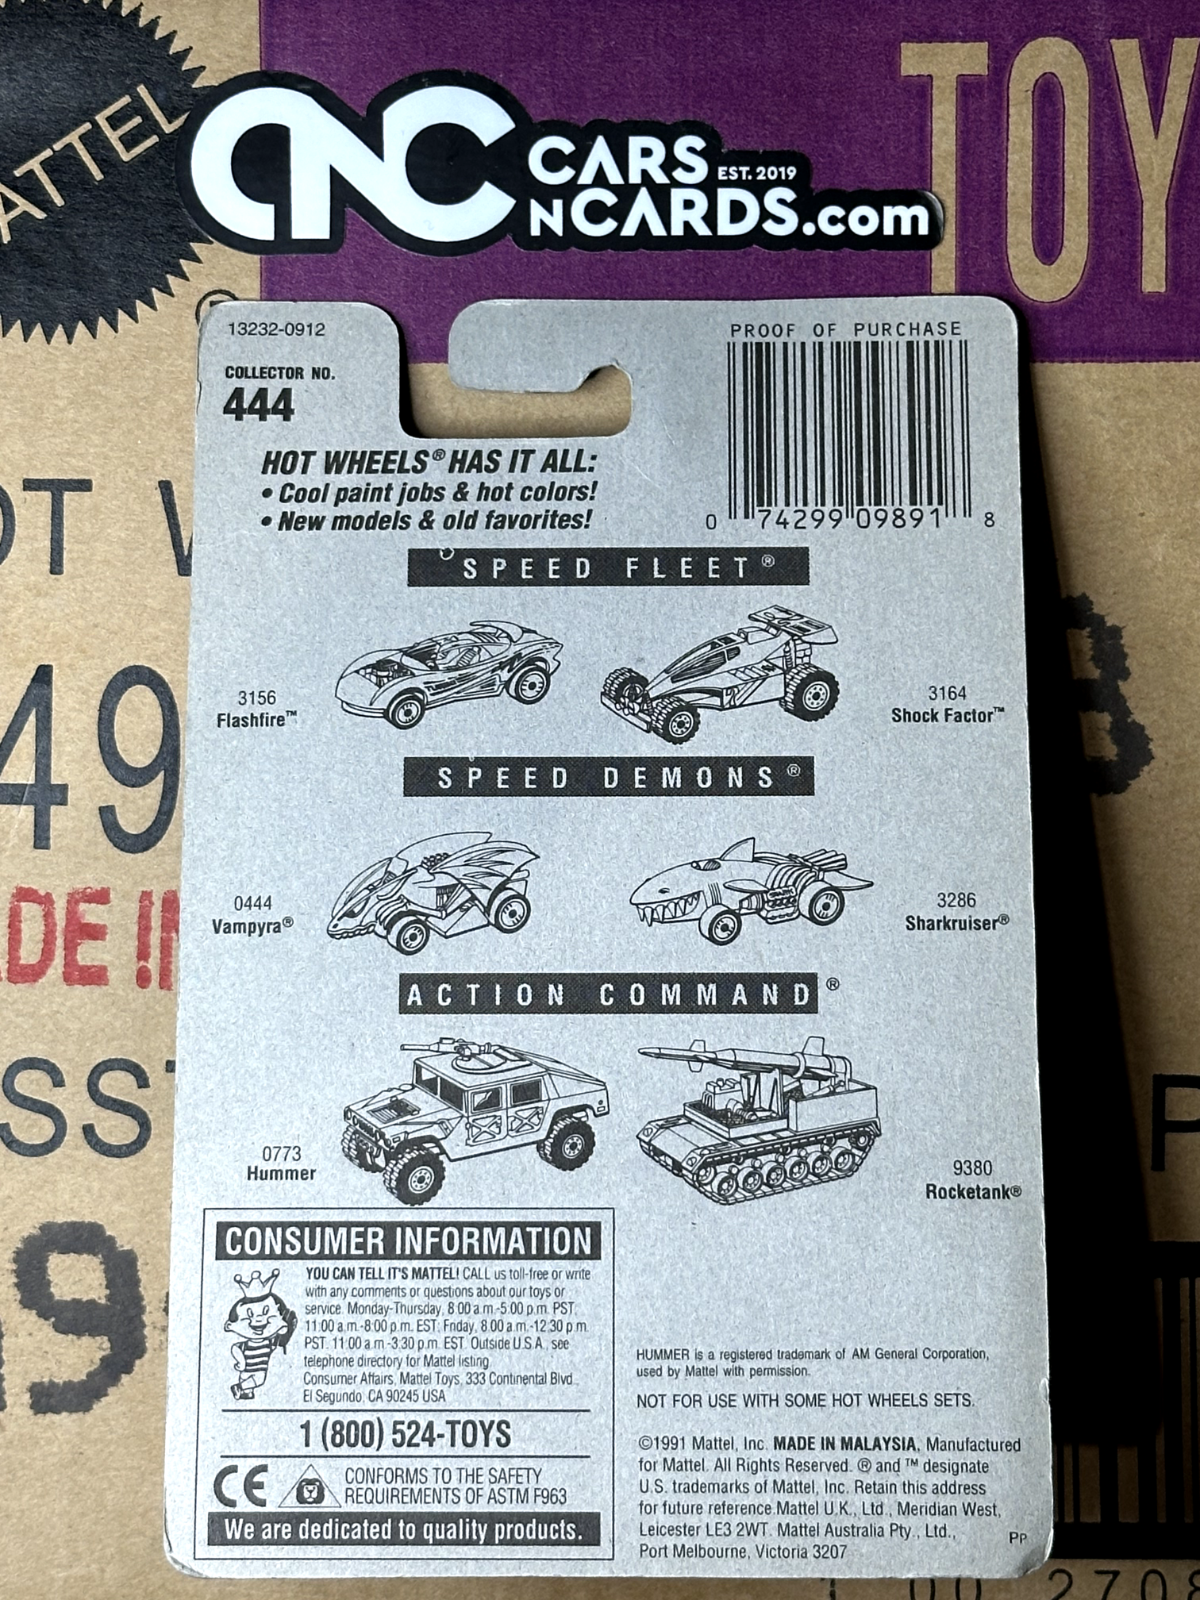 MATTEL
TOY
CNC CARS EST. 2019
NCARDS.com
®
13232-0912
COLLECTOR NO.
444
PROOF OF PURCHASE
0 74299 09891 8
HOT WHEELS® HAS IT ALL:
• Cool paint jobs & hot colors!
• New models & old favorites!
SPEED FLEET®
3156
Flashfire™
3164
Shock Factor™
SPEED DEMONS®
0444
Vampyra®
3286
Sharkruiser®
ACTION COMMAND®
0773
Hummer
9380
Rocketank®
CONSUMER INFORMATION
YOU CAN TELL IT'S MATTEL! CALL us toll-free or write
with any comments or questions about our toys or
service. Monday-Thursday, 8:00 a.m.-5:00 p.m. PST.
11:00 a.m.-8:00 p.m. EST; Friday, 8:00 a.m.-12:30 p.m.
PST. 11:00 a.m.-3:30 p.m. EST. Outside U.S.A., see
telephone directory for Mattel listing.
Consumer Affairs, Mattel Toys, 333 Continental Blvd.,
El Segundo, CA 90245 USA
1 (800) 524-TOYS
CE CONFORMS TO THE SAFETY
REQUIREMENTS OF ASTM F963
We are dedicated to quality products.
HUMMER is a registered trademark of AM General Corporation,
used by Mattel with permission.
NOT FOR USE WITH SOME HOT WHEELS SETS.
©1991 Mattel, Inc. MADE IN MALAYSIA, Manufactured
for Mattel. All Rights Reserved. ® and ™ designate
U.S. trademarks of Mattel, Inc. Retain this address
for future reference Mattel U.K., Ltd., Meridian West,
Leicester LE3 2WT. Mattel Australia Pty., Ltd.,
Port Melbourne, Victoria 3207
PP
OT W
49
B
ADE IN
SS
P
9
1 00 2708